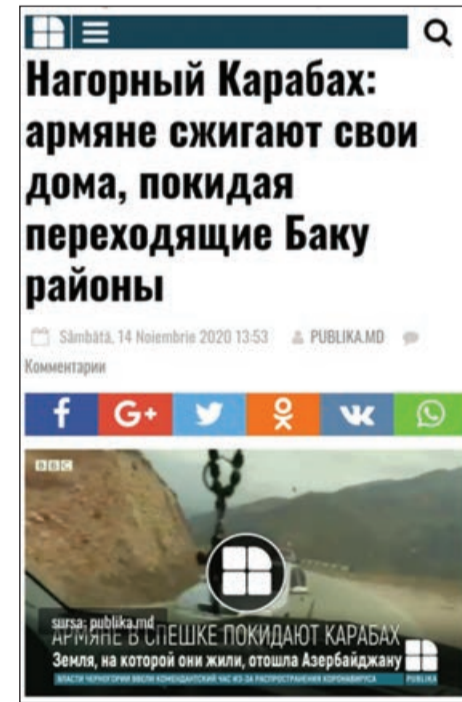 Нагорный Карабах:
армяне сжигают свои
дома, покидая
переходящие Баку
районы
Sâmbătă, 14 Noiembrie 2020 13:53 PUBLIKA.MD
Комментарии
f G+
BBC
sursa: publika.md
АРМЯНЕ В СПЕШКЕ ПОКИДАЮТ КАРАБАХ
Земля, на которой они жили, отошла Азербайджану
ВЛАСТИ ЧЕРНОГОРИИ ВВЕЛИ КОМЕНДАНТСКИЙ ЧАС ИЗ-ЗА РАСПРОСТРАНЕНИЯ КОРОНАВИРУСА PUBLIKA